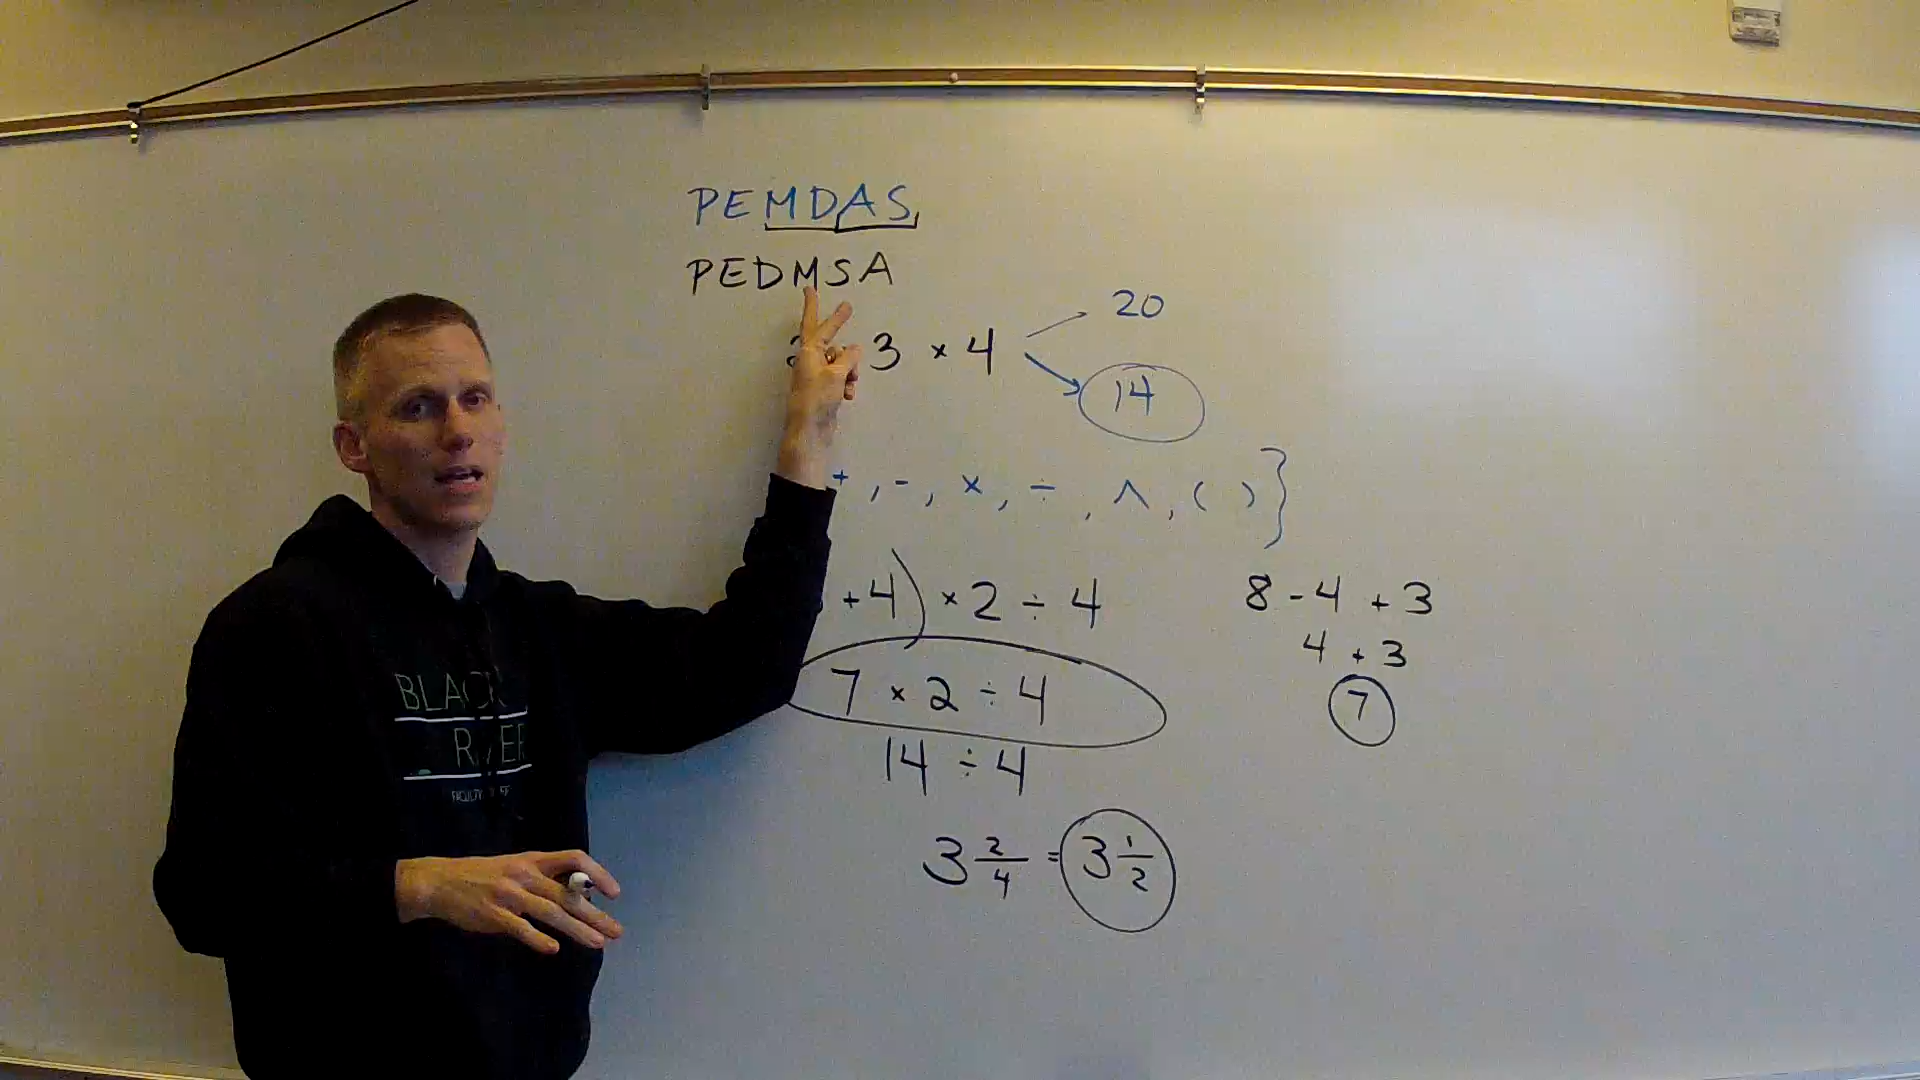 PEMDAS
PEDMSA
3 × 4
20
14
+ , - , × , ÷ , ^ , ( ) }
+4) × 2 ÷ 4
7 × 2 ÷ 4
14 ÷ 4
3 2/4 = 3 1/2
8 - 4 + 3
4 + 3
7
BLACK
RIVER